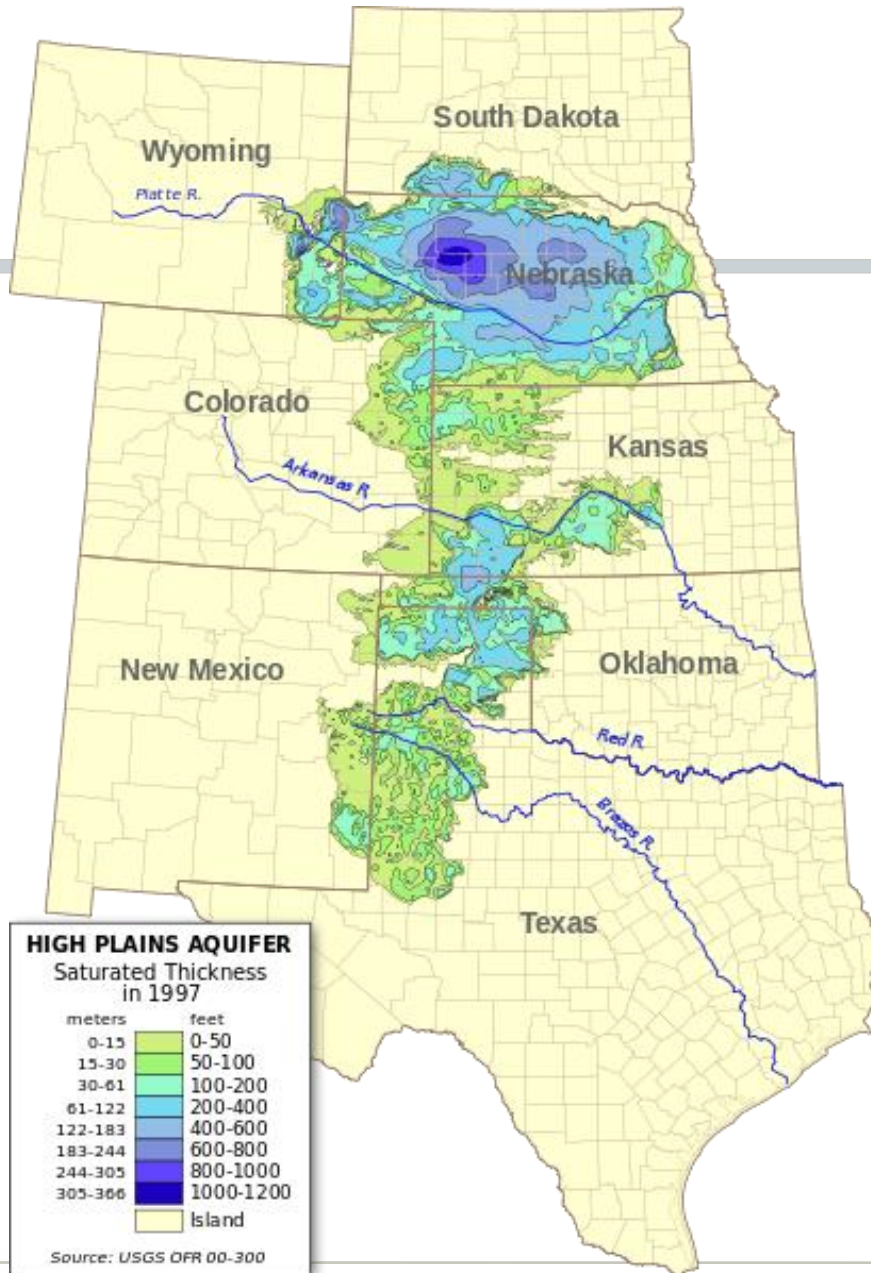 South Dakota
Wyoming
Platte R.
Nebraska
Colorado
Kansas
Arkansas R.
New Mexico
Oklahoma
Red R.
Brazos R.
Texas
HIGH PLAINS AQUIFER
Saturated Thickness
in 1997
meters feet
0-15 0-50
15-30 50-100
30-61 100-200
61-122 200-400
122-183 400-600
183-244 600-800
244-305 800-1000
305-366 1000-1200
Island
Source: USGS OFR 00-300